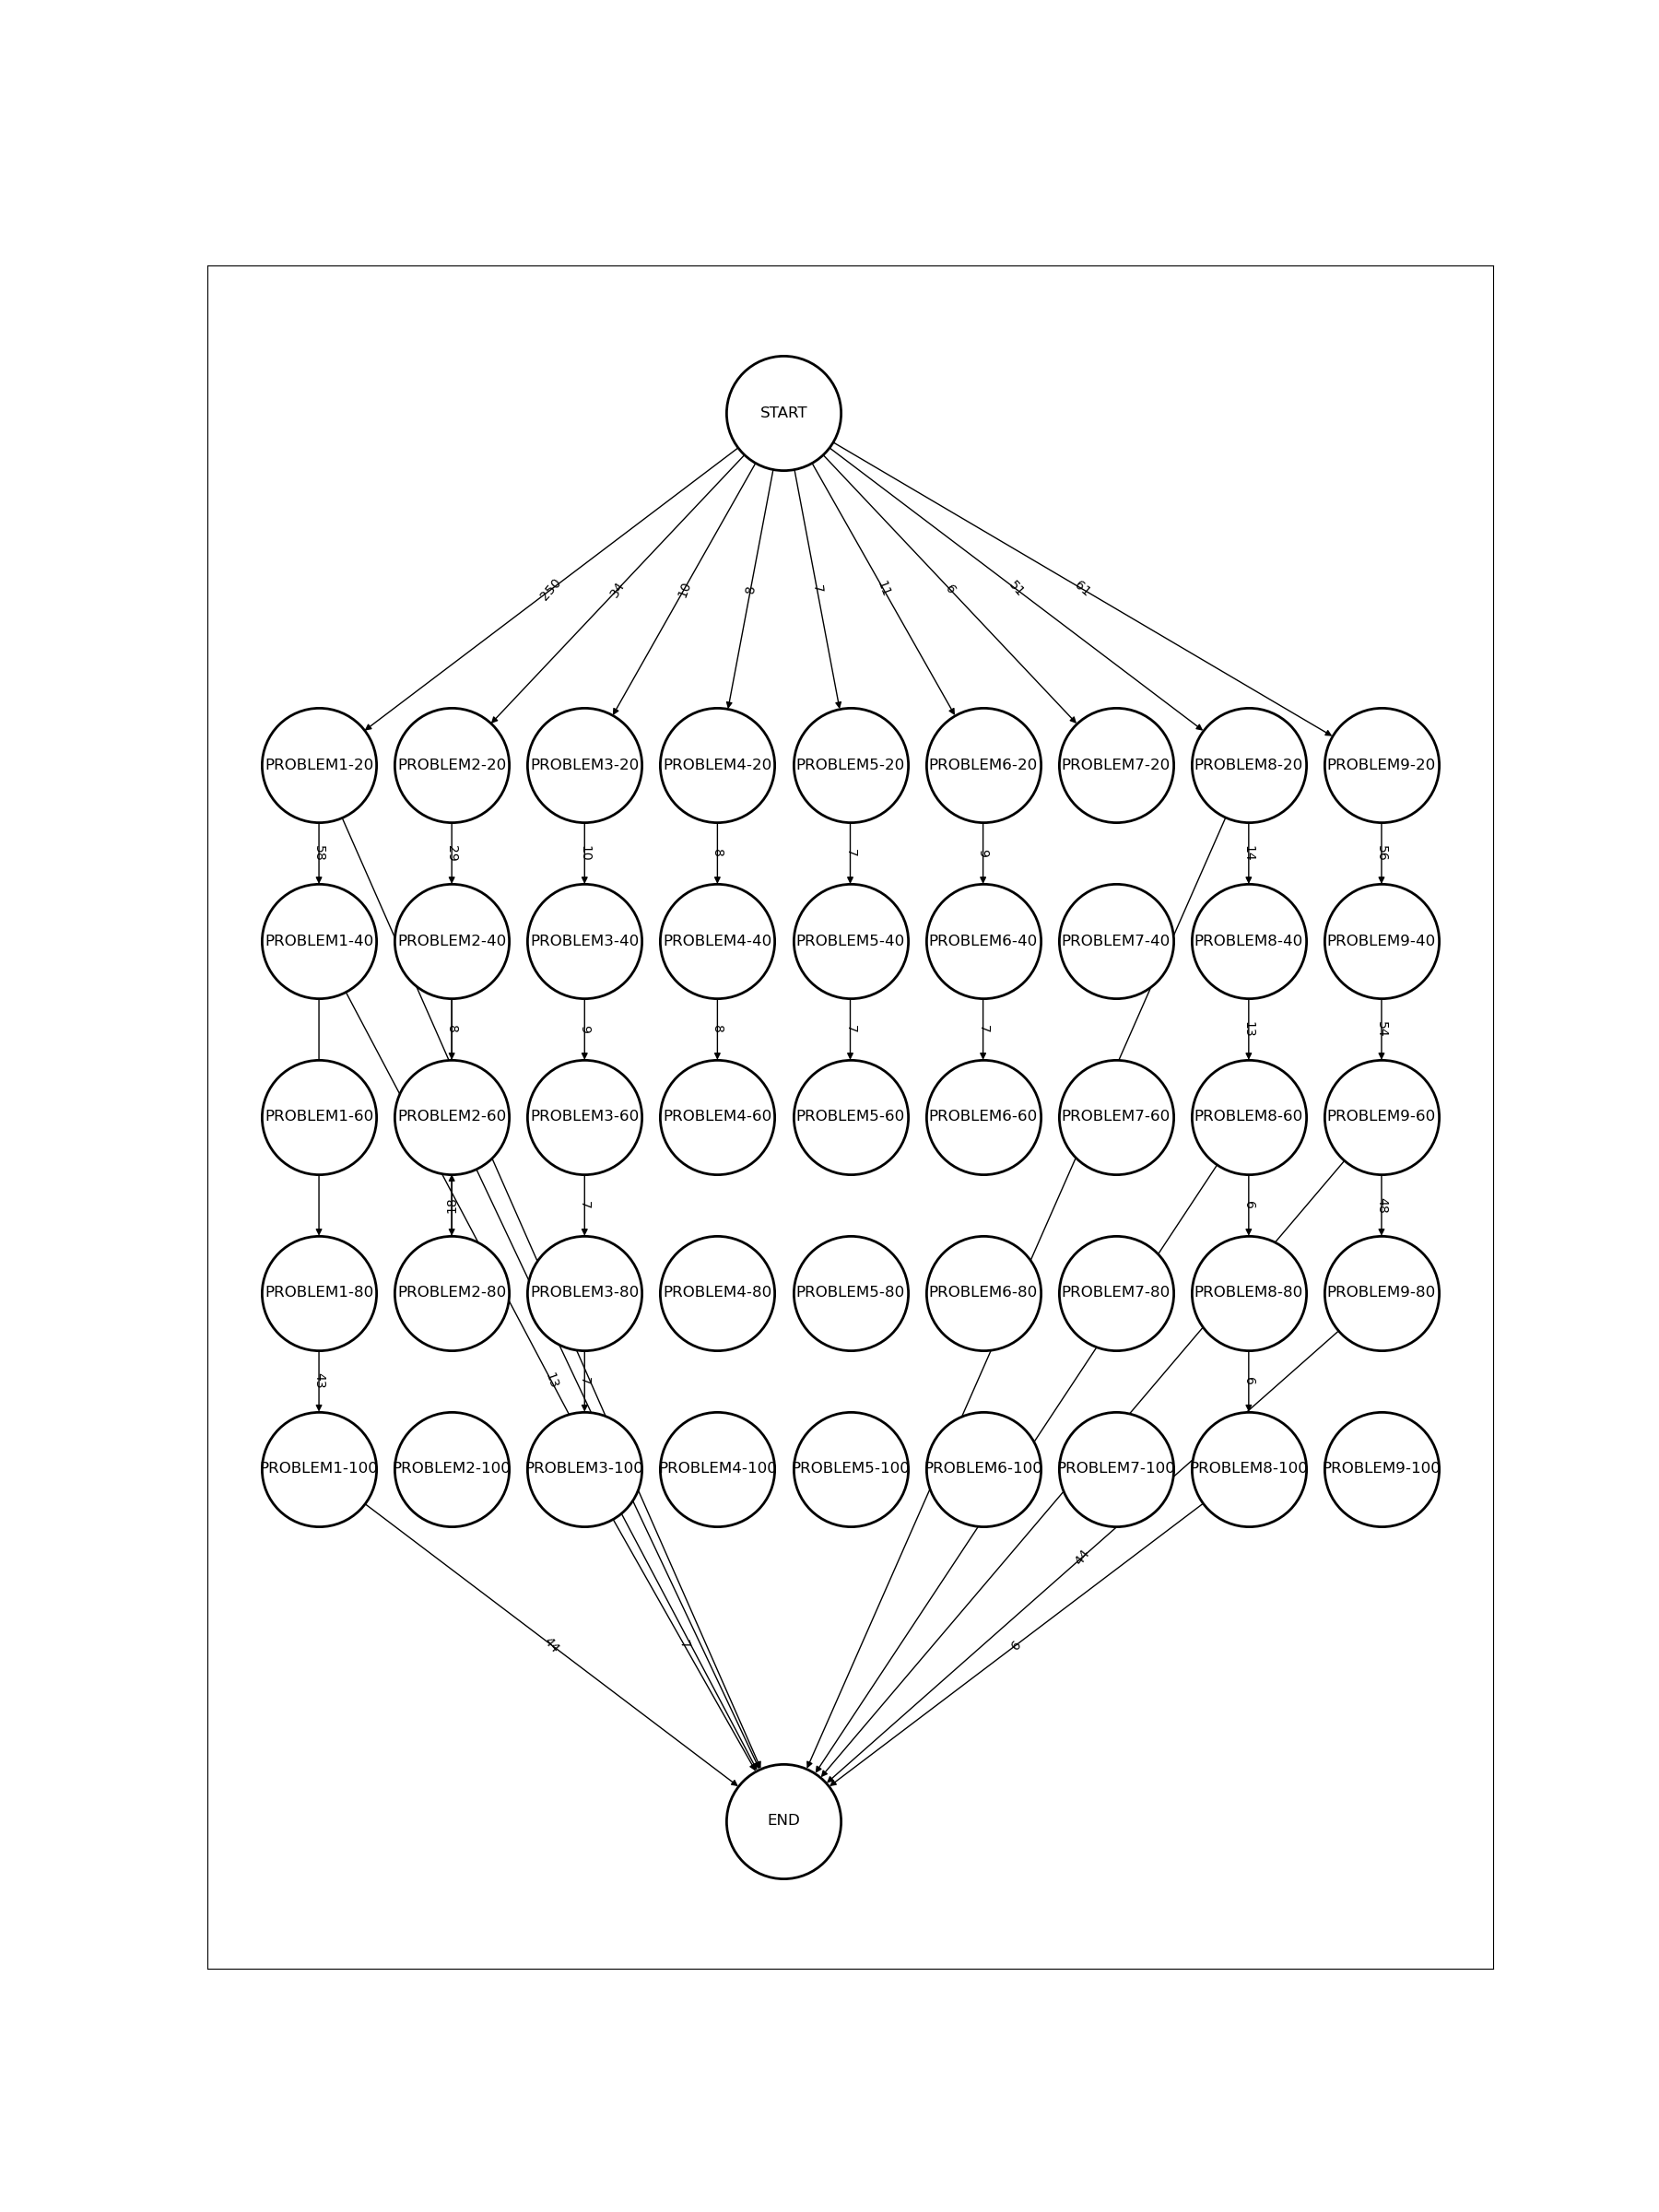 START
250 34 10 8 7 11 6 51 61
PROBLEM1-20 PROBLEM2-20 PROBLEM3-20 PROBLEM4-20 PROBLEM5-20 PROBLEM6-20 PROBLEM7-20 PROBLEM8-20 PROBLEM9-20
58 29 10 8 7 9 14 56
PROBLEM1-40 PROBLEM2-40 PROBLEM3-40 PROBLEM4-40 PROBLEM5-40 PROBLEM6-40 PROBLEM7-40 PROBLEM8-40 PROBLEM9-40
8 9 8 7 7 13 54
PROBLEM1-60 PROBLEM2-60 PROBLEM3-60 PROBLEM4-60 PROBLEM5-60 PROBLEM6-60 PROBLEM7-60 PROBLEM8-60 PROBLEM9-60
7 6 48
PROBLEM1-80 PROBLEM2-80 PROBLEM3-80 PROBLEM4-80 PROBLEM5-80 PROBLEM6-80 PROBLEM7-80 PROBLEM8-80 PROBLEM9-80
43 13 7 6
PROBLEM1-100 PROBLEM2-100 PROBLEM3-100 PROBLEM4-100 PROBLEM5-100 PROBLEM6-100 PROBLEM7-100 PROBLEM8-100 PROBLEM9-100
44
44 7 6
END